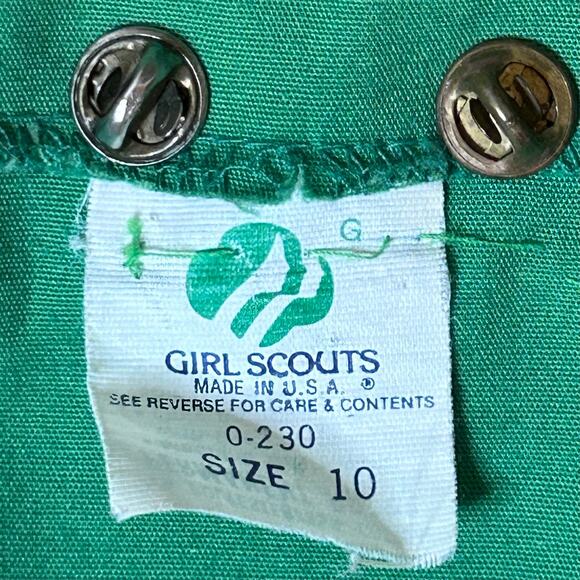 G
GIRL SCOUTS
MADE IN U.S.A. ®
SEE REVERSE FOR CARE & CONTENTS
0-230
SIZE 10